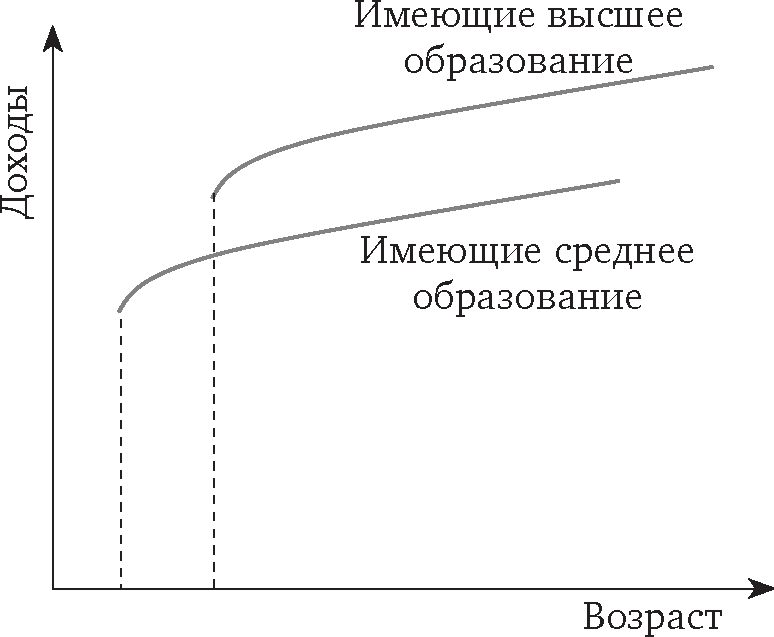 Имеющие высшее
образование
Доходы
Имеющие среднее
образование
Возраст